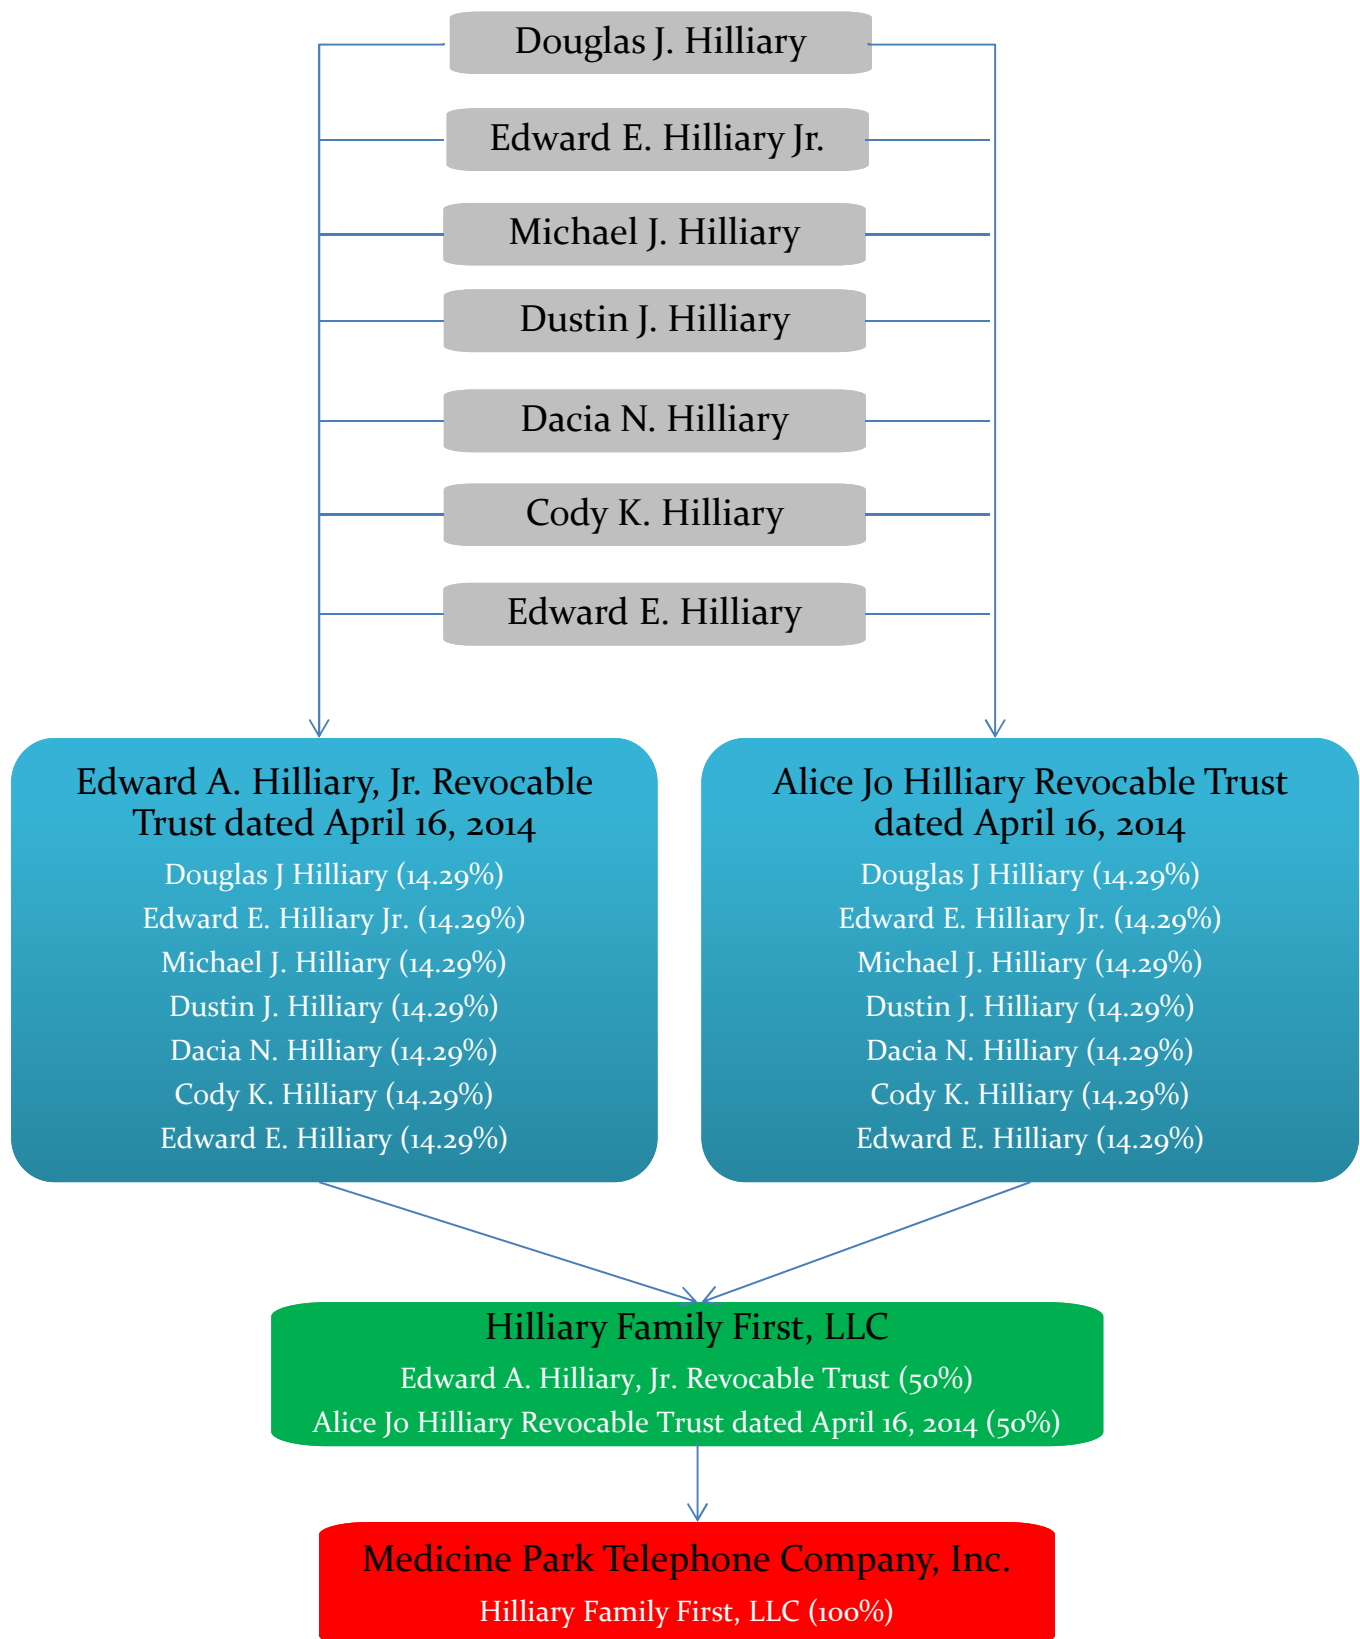 Douglas J. Hilliary
Edward E. Hilliary Jr.
Michael J. Hilliary
Dustin J. Hilliary
Dacia N. Hilliary
Cody K. Hilliary
Edward E. Hilliary
Edward A. Hilliary, Jr. Revocable
Trust dated April 16, 2014
Douglas J Hilliary (14.29%)
Edward E. Hilliary Jr. (14.29%)
Michael J. Hilliary (14.29%)
Dustin J. Hilliary (14.29%)
Dacia N. Hilliary (14.29%)
Cody K. Hilliary (14.29%)
Edward E. Hilliary (14.29%)
Alice Jo Hilliary Revocable Trust
dated April 16, 2014
Douglas J Hilliary (14.29%)
Edward E. Hilliary Jr. (14.29%)
Michael J. Hilliary (14.29%)
Dustin J. Hilliary (14.29%)
Dacia N. Hilliary (14.29%)
Cody K. Hilliary (14.29%)
Edward E. Hilliary (14.29%)
Hilliary Family First, LLC
Edward A. Hilliary, Jr. Revocable Trust (50%)
Alice Jo Hilliary Revocable Trust dated April 16, 2014 (50%)
Medicine Park Telephone Company, Inc.
Hilliary Family First, LLC (100%)